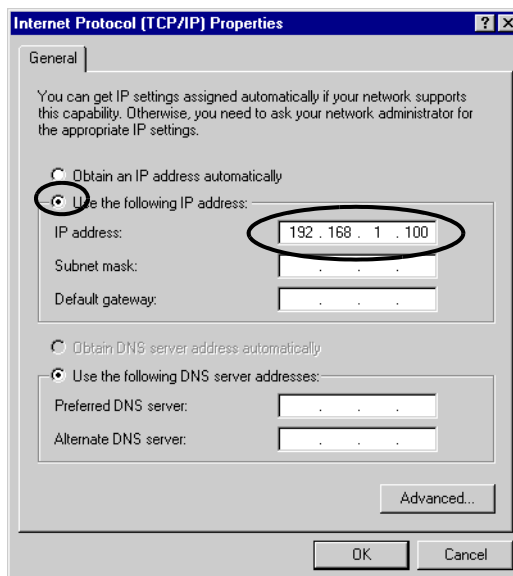 Internet Protocol (TCP/IP) Properties
General
You can get IP settings assigned automatically if your network supports
this capability. Otherwise, you need to ask your network administrator for
the appropriate IP settings.
Obtain an IP address automatically
Use the following IP address:
IP address: 192 . 168 . 1 . 100
Subnet mask: . . .
Default gateway: . . .
Obtain DNS server address automatically
Use the following DNS server addresses:
Preferred DNS server: . . .
Alternate DNS server: . . .
Advanced...
OK Cancel